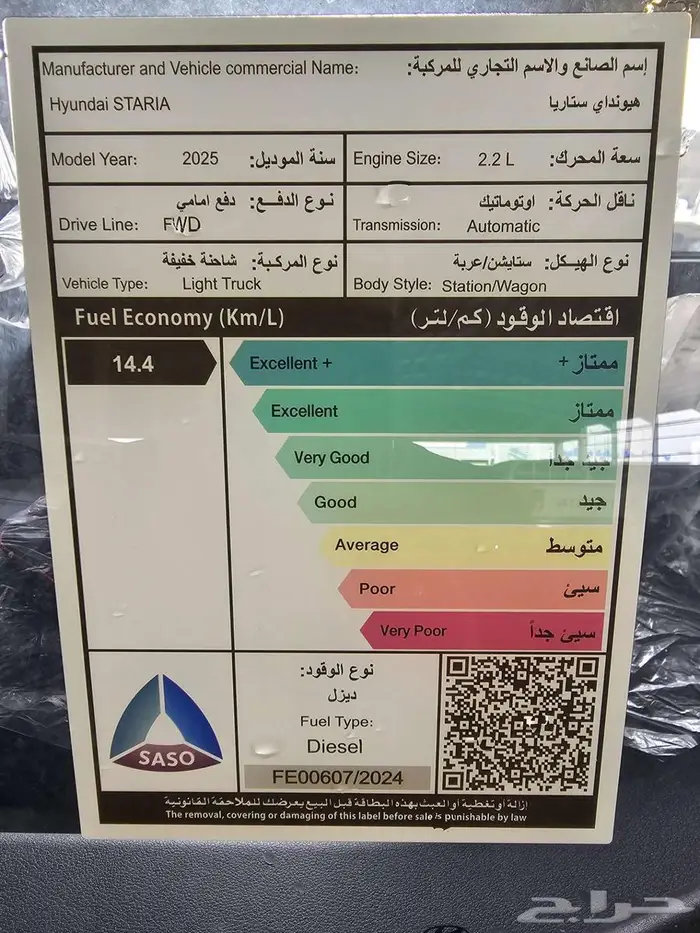 Manufacturer and Vehicle commercial Name: إسم الصانع والاسم التجاري للمركبة:
Hyundai STARIA هيونداي ستاريا
Model Year: 2025 سنة الموديل: Engine Size: 2.2 L سعة المحرك:
نوع الدفع: دفع امامي ناقل الحركة: اوتوماتيك
Drive Line: FWD Transmission: Automatic
نوع المركبة: شاحنة خفيفة نوع الهيكل: ستايشن/عربة
Vehicle Type: Light Truck Body Style: Station/Wagon
Fuel Economy (Km/L) اقتصاد الوقود (كم/لتر)
14.4 Excellent + ممتاز +
Excellent ممتاز
Very Good جيد جداً
Good جيد
Average متوسط
Poor سيئ
Very Poor سيئ جداً
SASO
نوع الوقود:
ديزل
Fuel Type:
Diesel
FE00607/2024
إزالة أو تغطية أو العبث بهذه البطاقة قبل البيع يعرضك للملاحقة القانونية
The removal, covering or damaging of this label before sale is punishable by law
حراج